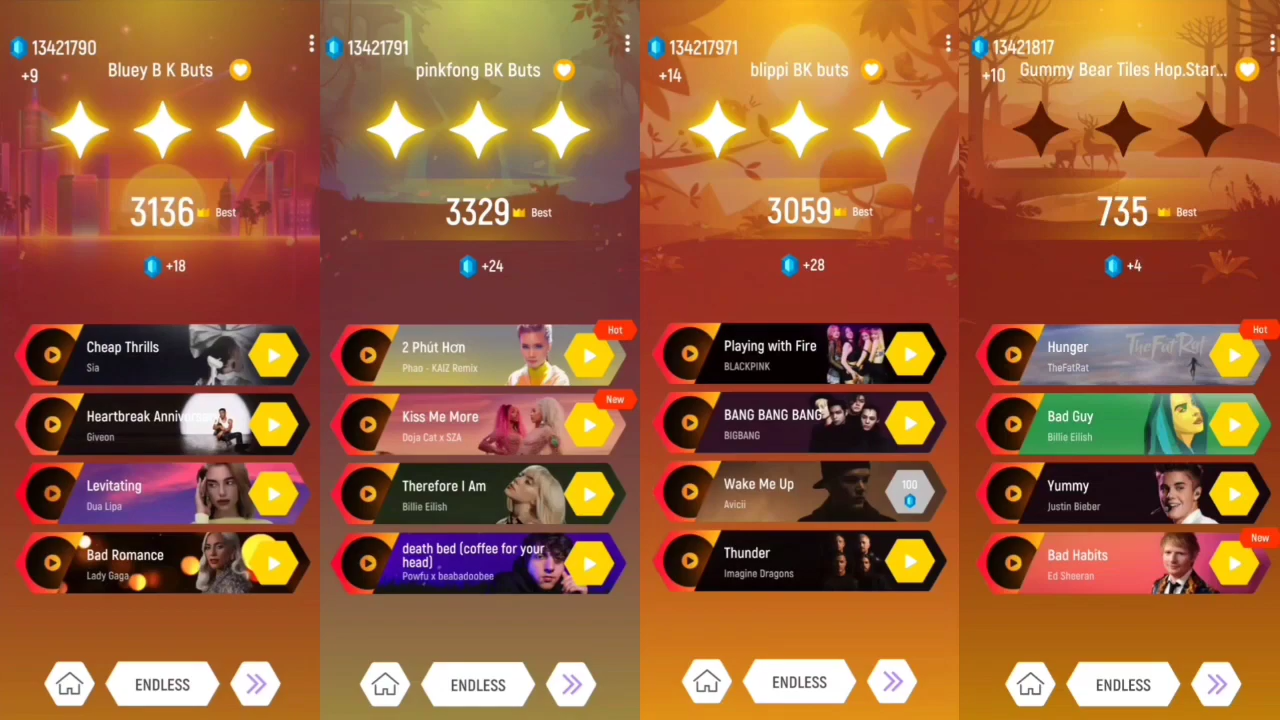 13421790
+9
Bluey B K Buts
3136
Best
+18
Cheap Thrills
Sia
Heartbreak
Giveon
Levitating
Dua Lipa
Bad Romance
Lady Gaga
ENDLESS
13421791
pinkfong BK Buts
3329
Best
+24
Hot
2 Phút Hơn
Phao - KAIZ Remix
New
Kiss Me More
Doja Cat x SZA
Therefore I Am
Billie Eilish
death bed (coffee for your
head)
Powfu x beabadoobee
ENDLESS
134217971
+14
blippi BK buts
3059
Best
+28
Playing with Fire
BLACKPINK
BANG BANG BANG
BIGBANG
Wake Me Up
Avicii
100
Thunder
Imagine Dragons
ENDLESS
13421817
+10
Gummy Bear Tiles Hop.Star...
735
Best
+4
Hot
Hunger
TheFatRat
TheFatRat
Bad Guy
Billie Eilish
Yummy
Justin Bieber
New
Bad Habits
Ed Sheeran
ENDLESS